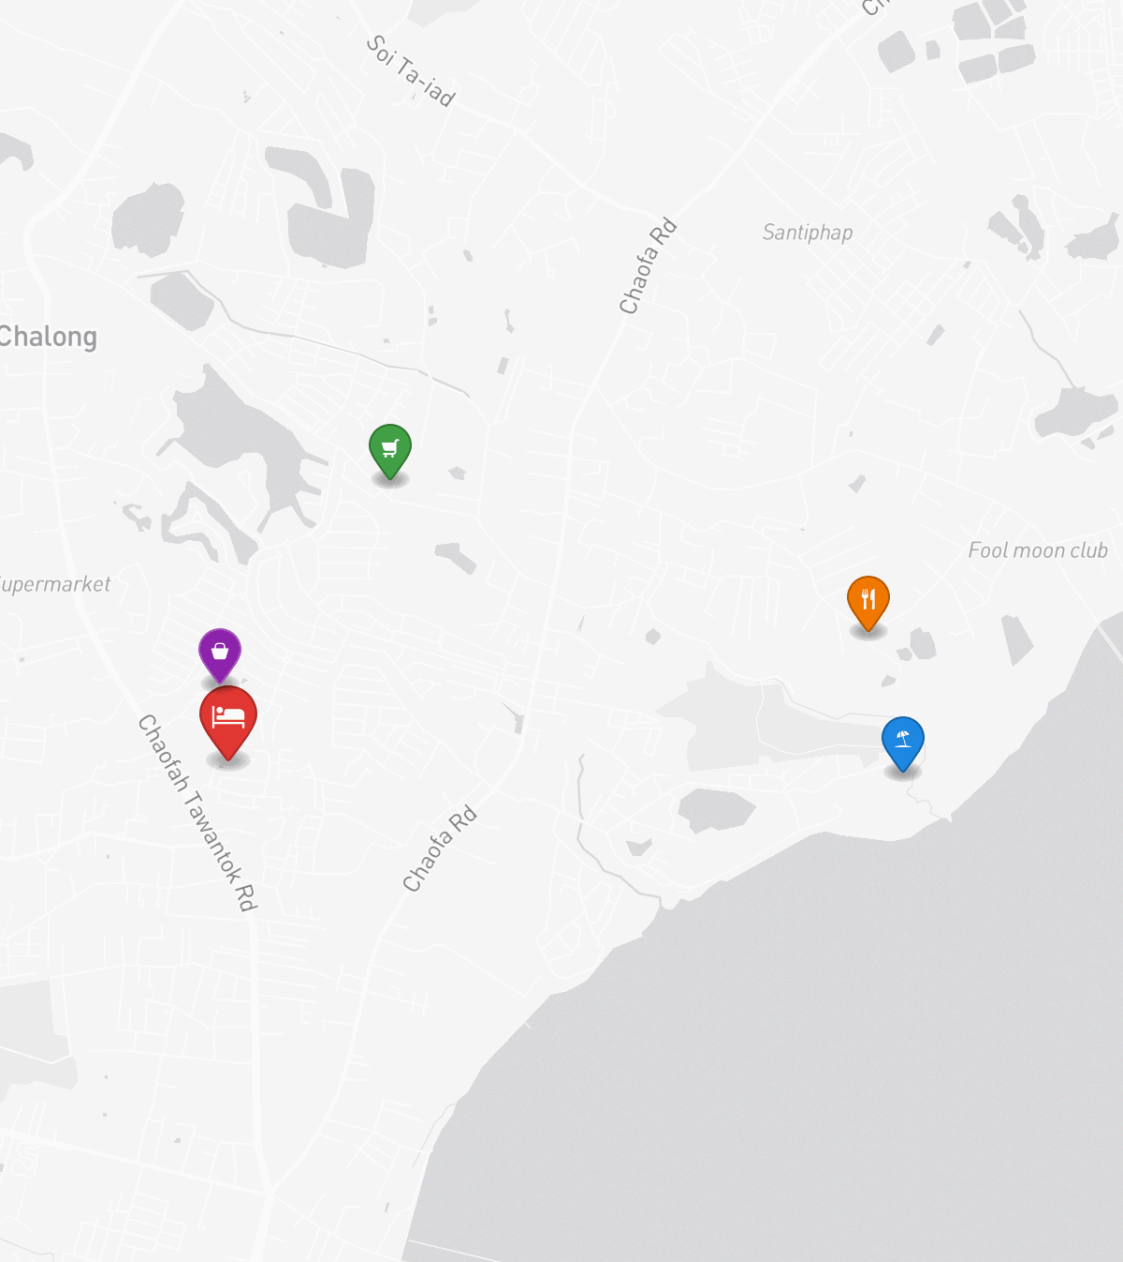 Soi Ta-iad
Chaofa Rd
Santiphap
Chalong
Fool moon club
upermarket
Chaofah Tawantok Rd
Chaofa Rd